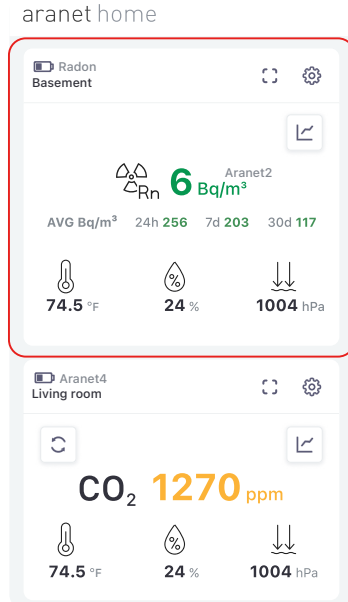 aranet home
Radon
Basement
Aranet2
Rn 6 Bq/m³
AVG Bq/m³ 24h 256 7d 203 30d 117
%
74.5 °F 24 % 1004 hPa
Aranet4
Living room
CO₂ 1270 ppm
%
74.5 °F 24 % 1004 hPa